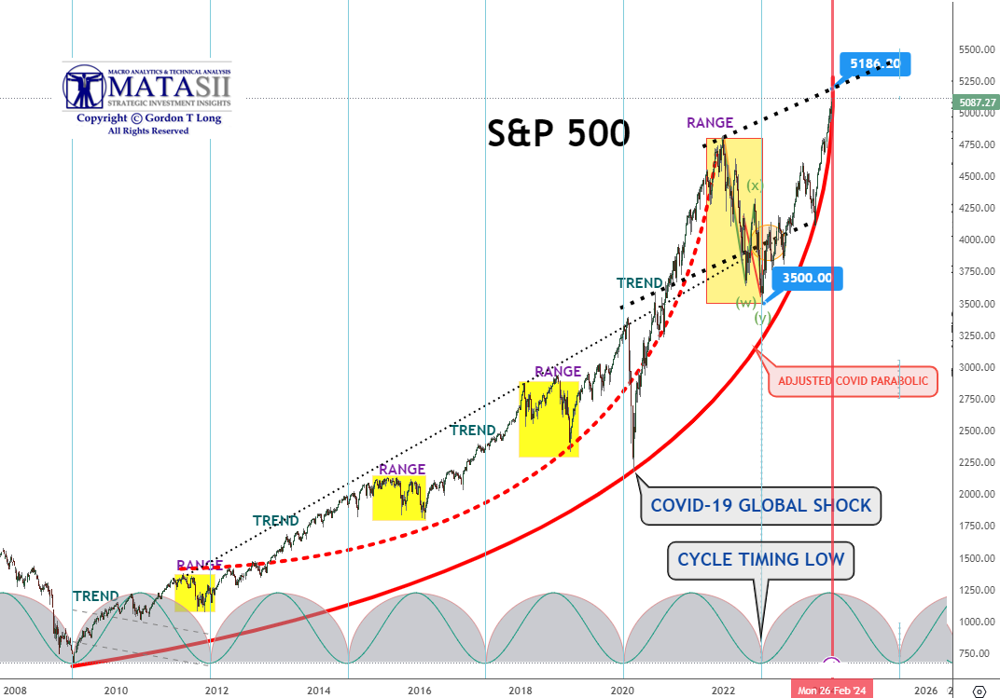 MACRO ANALYTICS & TECHNICAL ANALYSIS
MATASII
STRATEGIC INVESTMENT INSIGHTS
Copyright © Gordon T Long
All Rights Reserved
S&P 500
5186.20
RANGE
(x)
3500.00
(w)
(y)
TREND
ADJUSTED COVID PARABOLIC
RANGE
TREND
RANGE
COVID-19 GLOBAL SHOCK
TREND
CYCLE TIMING LOW
RANGE
TREND
5500.00
5250.00
5087.27
5000.00
4750.00
4500.00
4250.00
4000.00
3750.00
3500.00
3250.00
3000.00
2750.00
2500.00
2250.00
2000.00
1750.00
1500.00
1250.00
1000.00
750.00
2008 2010 2012 2014 2016 2018 2020 2022 Mon 26 Feb '24 2026 2